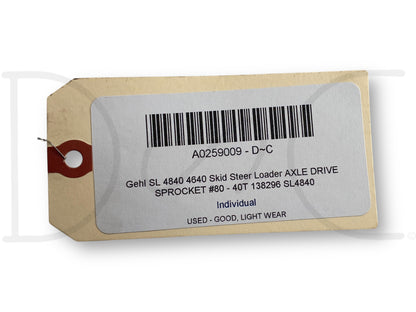 A0259009 - D~C
Gehl SL 4840 4640 Skid Steer Loader AXLE DRIVE
SPROCKET #80 - 40T 138296 SL4840
Individual
USED - GOOD, LIGHT WEAR